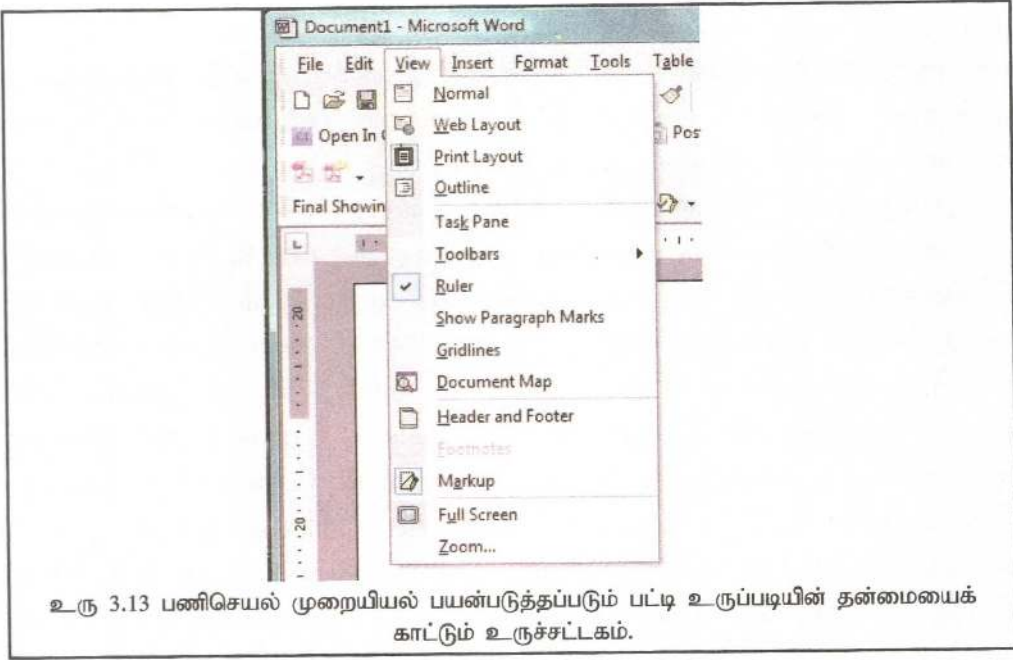 Document1 - Microsoft Word
File Edit View Insert Format Tools Table
Normal
Web Layout
Open In
Pos
Print Layout
Outline
Final Showin
Task Pane
Toolbars
Ruler
Show Paragraph Marks
Gridlines
Document Map
Header and Footer
Footnotes
Markup
Full Screen
Zoom...
20
20
உரு 3.13 பணிசெயல் முறையியல் பயன்படுத்தப்படும் பட்டி உருப்படியின் தன்மையைக்
காட்டும் உருச்சட்டகம்.